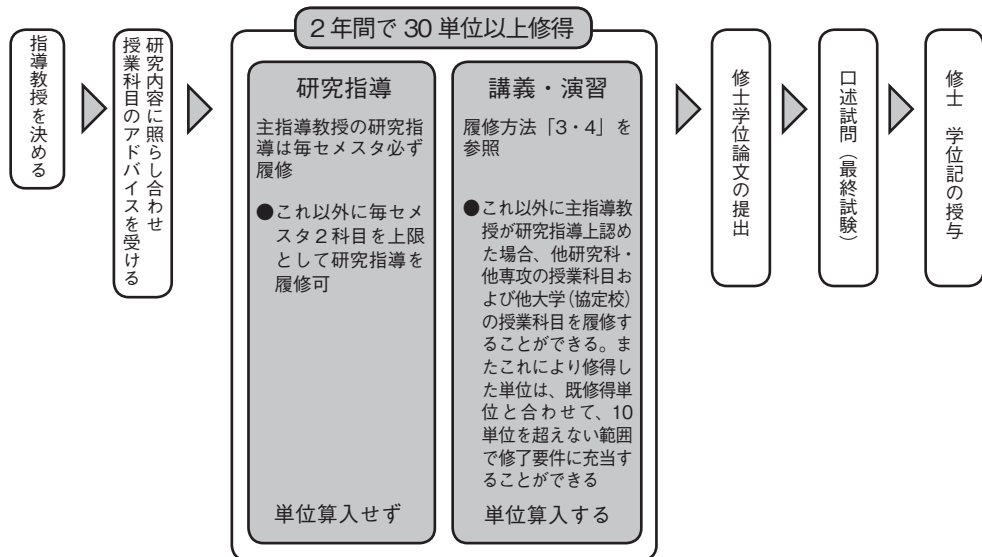 指導教授を決める
研究内容に照らし合わせ
授業科目のアドバイスを受ける
2年間で30単位以上修得
研究指導
主指導教授の研究指
導は毎セメスタ必ず
履修
●これ以外に毎セメ
スタ2科目を上限
として研究指導を
履修可
単位算入せず
講義・演習
履修方法「3・4」を
参照
●これ以外に主指導教
授が研究指導上認め
た場合、他研究科・
他専攻の授業科目お
よび他大学(協定校)
の授業科目を履修す
ることができる。ま
たこれにより修得し
た単位は、既修得単
位と合わせて、10
単位を超えない範囲
で修了要件に充当す
ることができる
単位算入する
修士学位論文の提出
口述試問(最終試験)
修士 学位記の授与